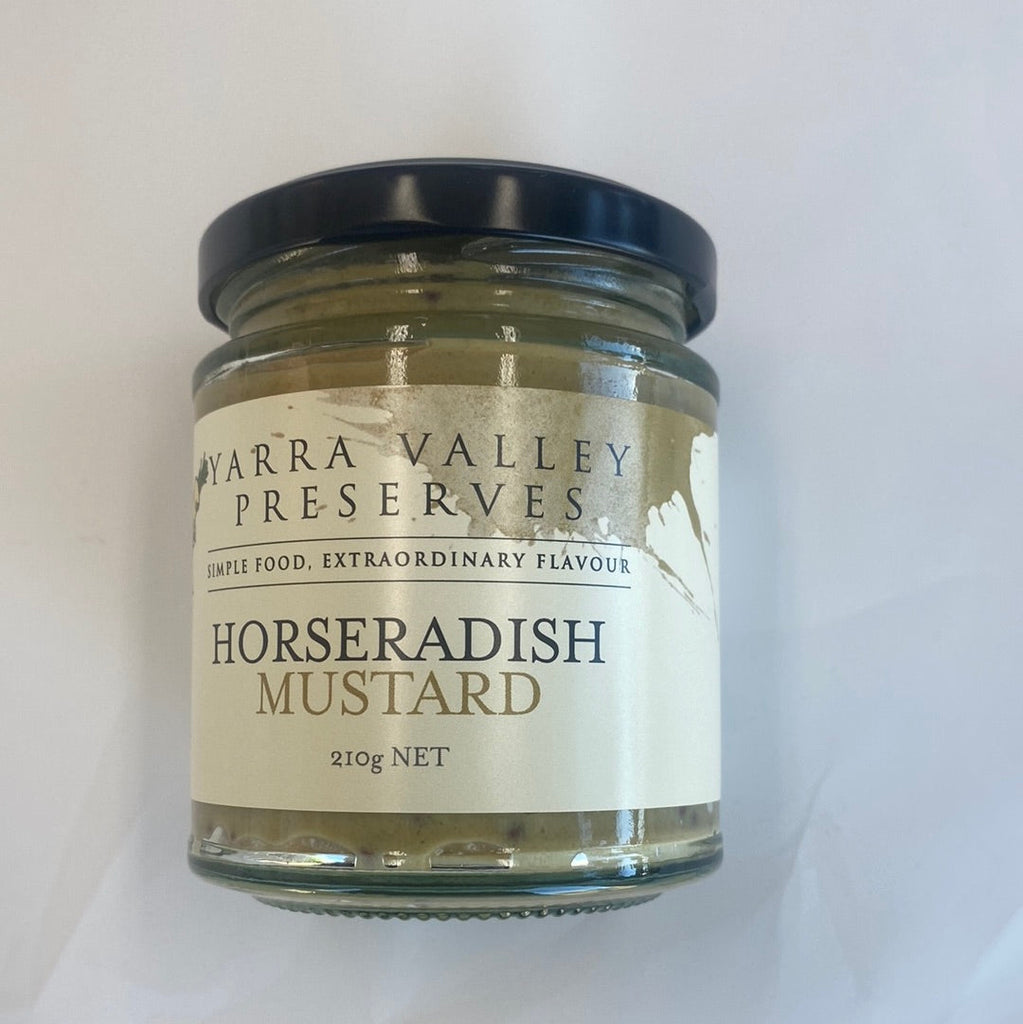 YARRA VALLEY
PRESERVES
SIMPLE FOOD, EXTRAORDINARY FLAVOUR
HORSERADISH
MUSTARD
210g NET